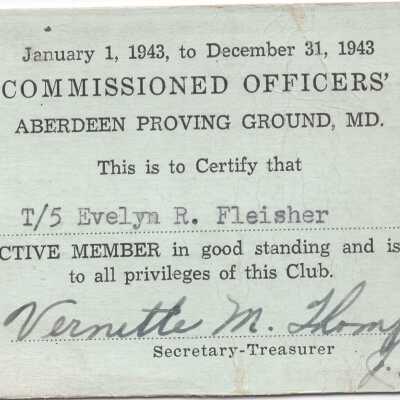 January 1, 1943, to December 31, 1943
COMMISSIONED OFFICERS'
ABERDEEN PROVING GROUND, MD.
This is to Certify that
T/5 Evelyn R. Fleisher
CTIVE MEMBER in good standing and is
to all privileges of this Club.
Vernette M. Thomp
Secretary-Treasurer